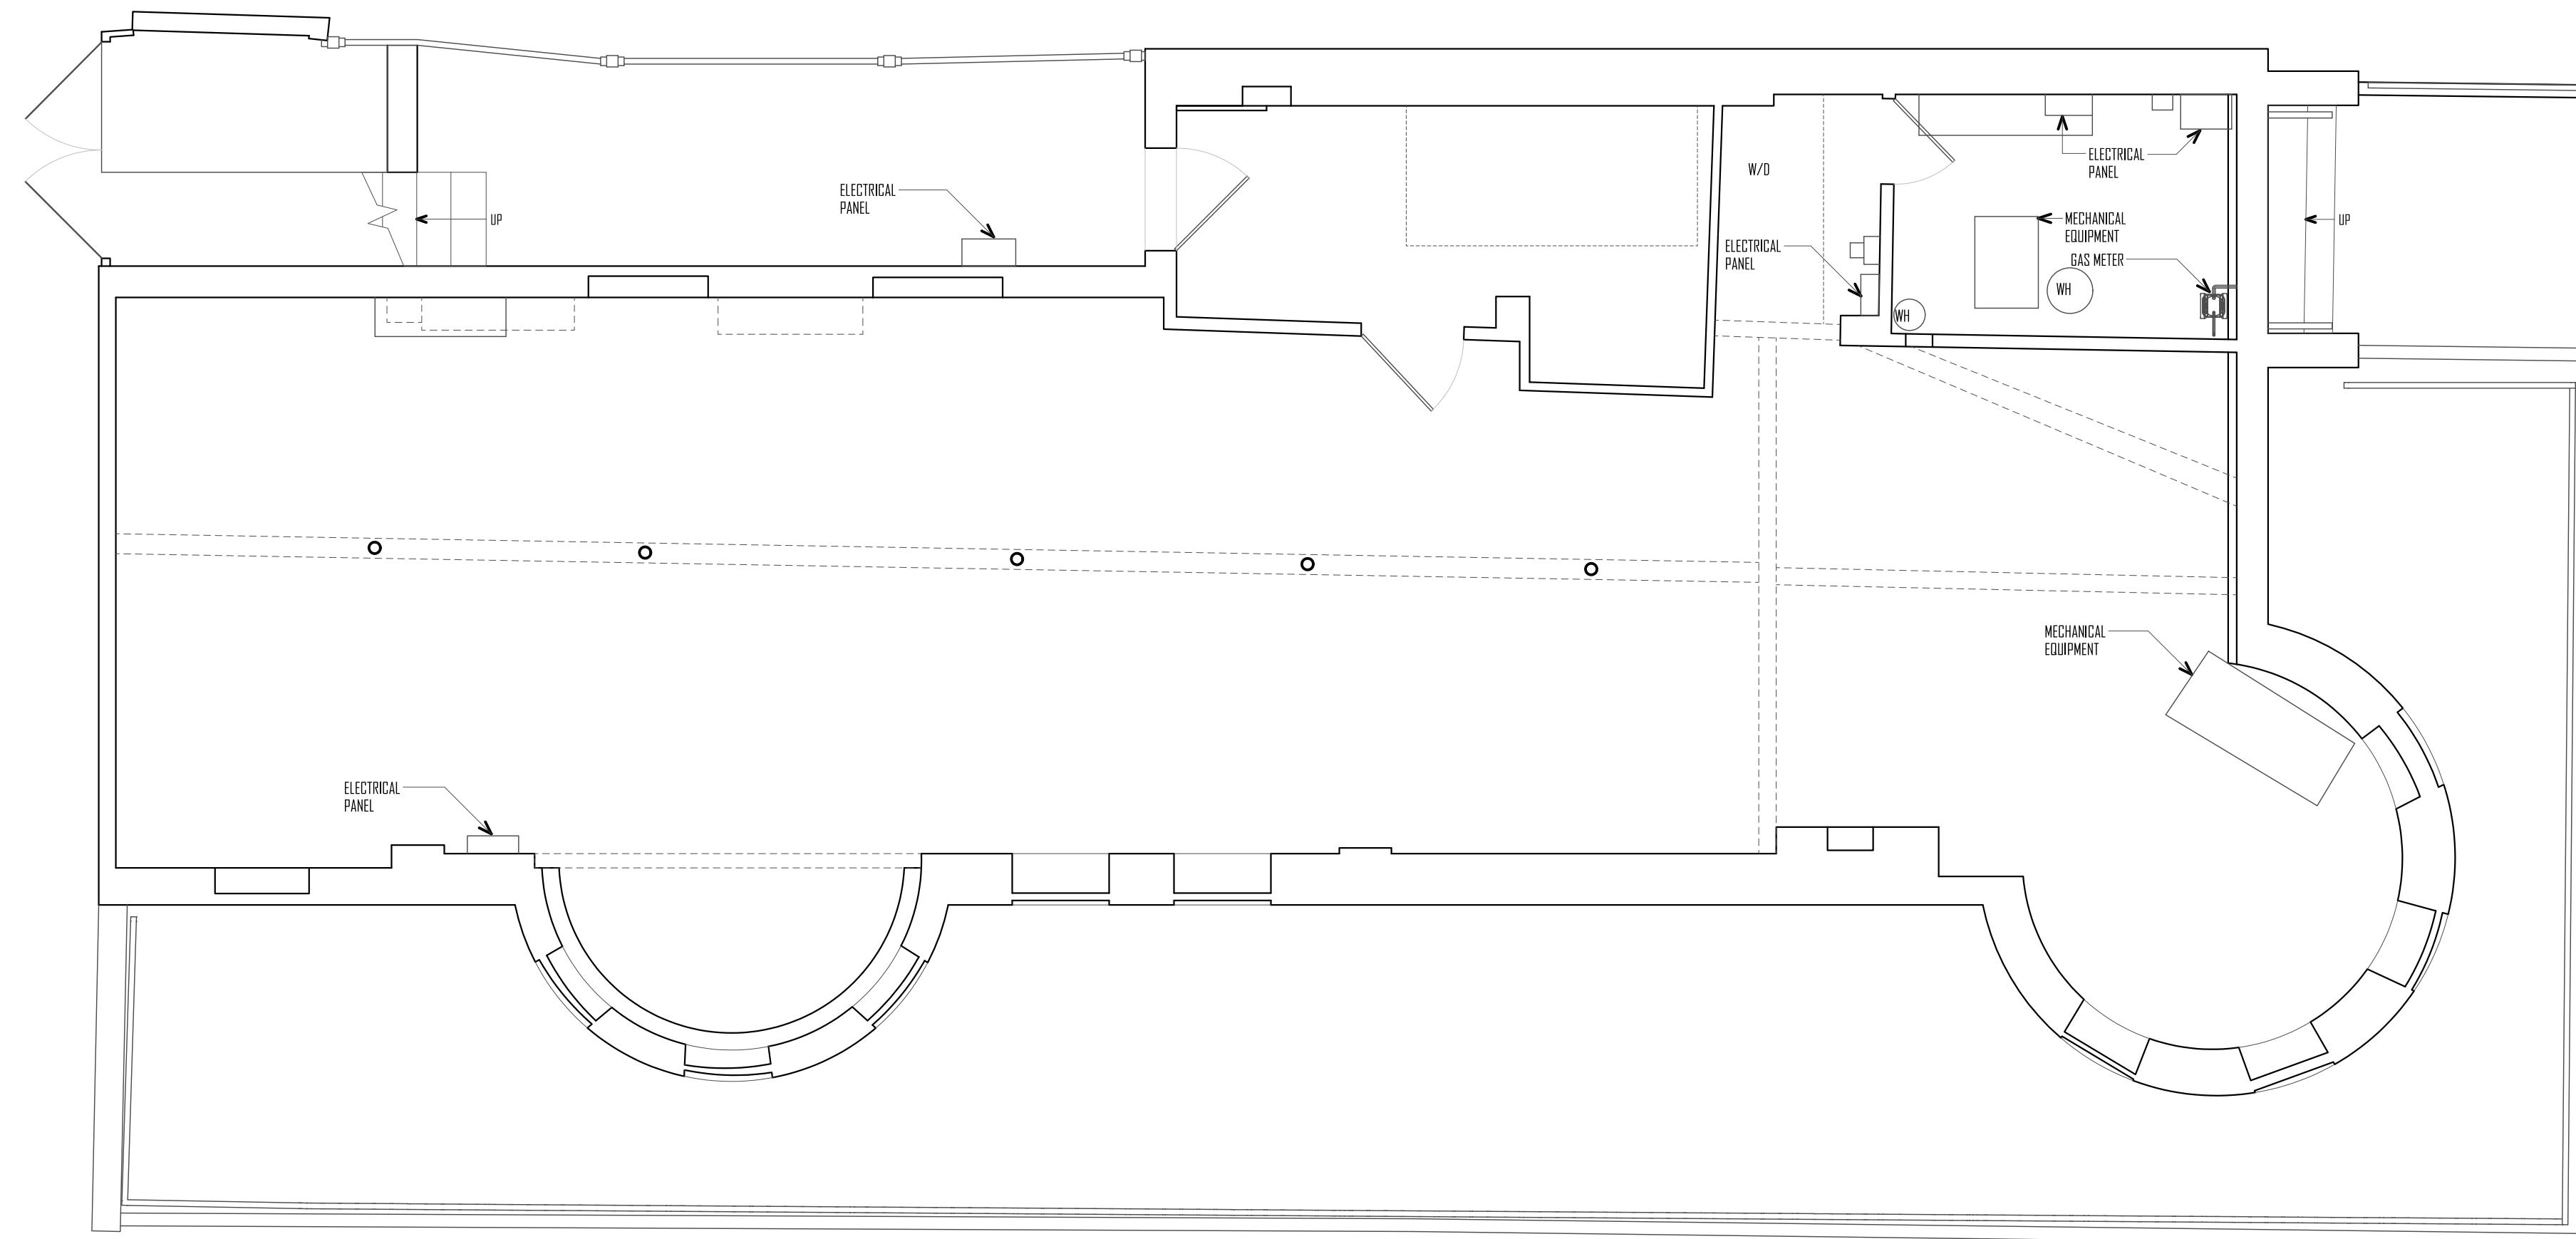 ELECTRICAL
PANEL
UP
W/D
ELECTRICAL
PANEL
ELECTRICAL
PANEL
MECHANICAL
EQUIPMENT
GAS METER
WH
WH
UP
MECHANICAL
EQUIPMENT
ELECTRICAL
PANEL